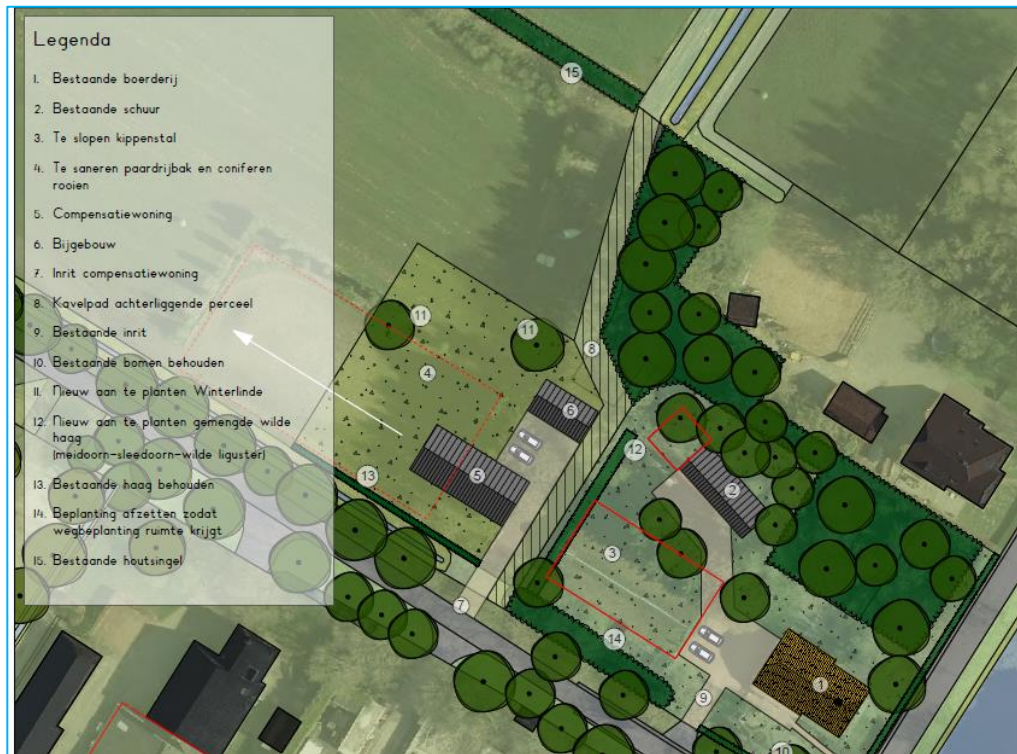 Legenda
1. Bestaande boerderij
2. Bestaande schuur
3. Te slopen kippenstal
4. Te saneren paardrijbak en coniferen
rooien
5. Compensatiewoning
6. Bijgebouw
7. Inrit compensatiewoning
8. Kavelpad achterliggende perceel
9. Bestaande inrit
10. Bestaande bomen behouden
11. Nieuw aan te planten Winterlinde
12. Nieuw aan te planten gemengde wilde
haag
(meidoorn-sleedoorn-wilde liguster)
13. Bestaande haag behouden
14. Beplanting afzetten zodat
wegbeplanting ruimte krijgt
15. Bestaande houtsingel
15
11
11
8
4
6
12
13
5
2
3
7
14
1
9
10